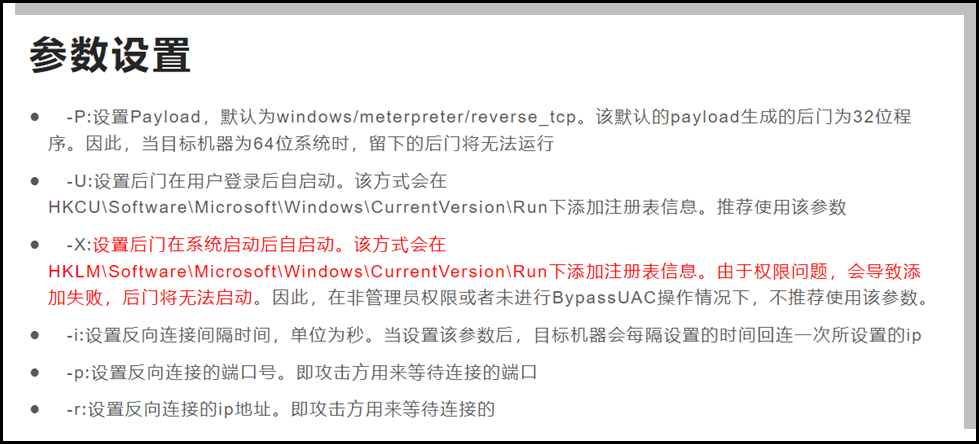 参数设置
● -P:设置Payload，默认为windows/meterpreter/reverse_tcp。该默认的payload生成的后门为32位程
序。因此，当目标机器为64位系统时，留下的后门将无法运行
● -U:设置后门在用户登录后自启动。该方式会在
HKCU\Software\Microsoft\Windows\CurrentVersion\Run下添加注册表信息。推荐使用该参数
● -X:设置后门在系统启动后自启动。该方式会在
HKLM\Software\Microsoft\Windows\CurrentVersion\Run下添加注册表信息。由于权限问题，会导致添
加失败，后门将无法启动。因此，在非管理员权限或者未进行BypassUAC操作情况下，不推荐使用该参数。
● -i:设置反向连接间隔时间，单位为秒。当设置该参数后，目标机器会每隔设置的时间回连一次所设置的ip
● -p:设置反向连接的端口号。即攻击方用来等待连接的端口
● -r:设置反向连接的ip地址。即攻击方用来等待连接的